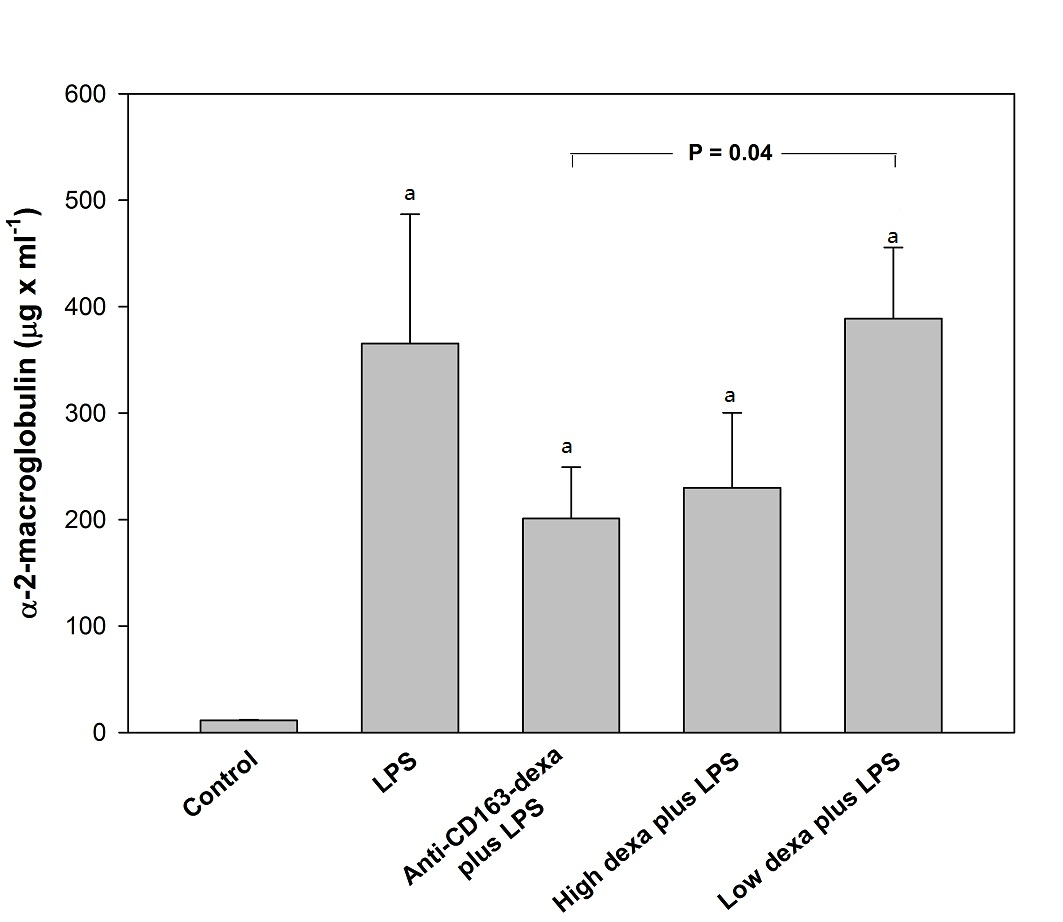 600
500
400
300
200
100
0
α-2-macroglobulin (μg x ml⁻¹)
P = 0.04
a
a
a
a
Control
LPS
Anti-CD163-dexa
plus LPS
High dexa plus LPS
Low dexa plus LPS